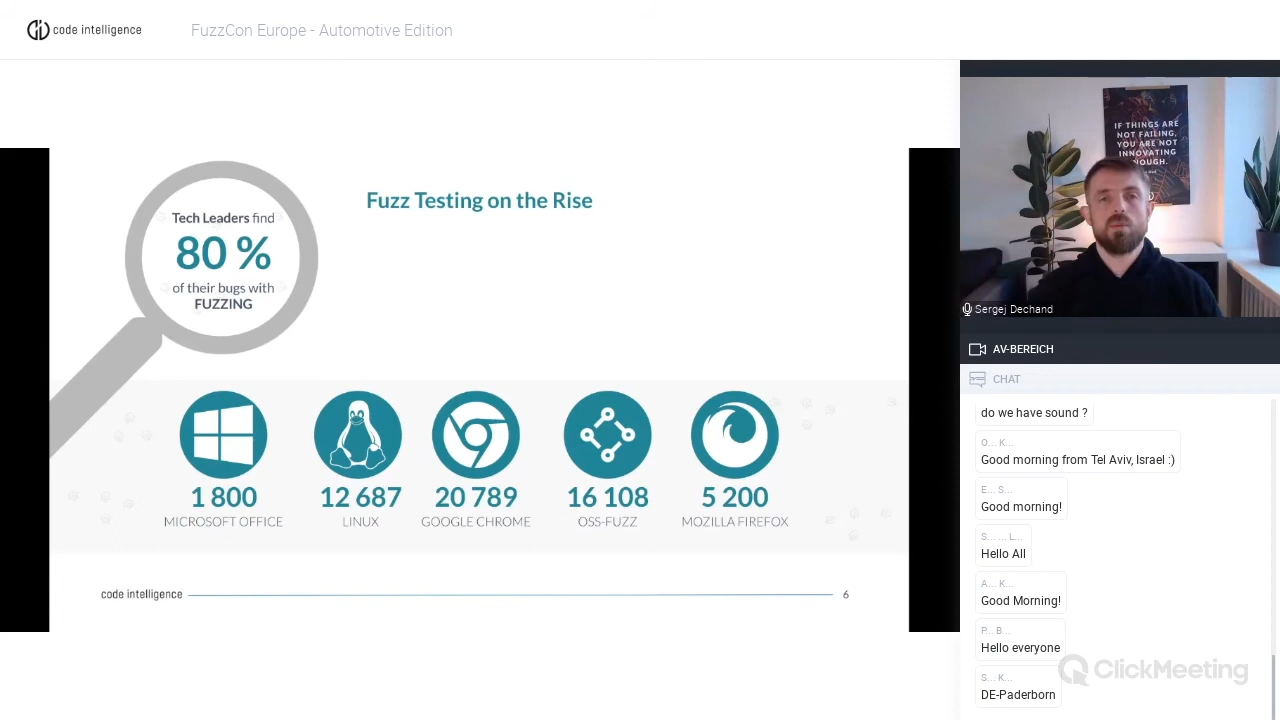 code intelligence
FuzzCon Europe - Automotive Edition
Tech Leaders find
80 %
of their bugs with
FUZZING
Fuzz Testing on the Rise
1 800
MICROSOFT OFFICE
12 687
LINUX
20 789
GOOGLE CHROME
16 108
OSS-FUZZ
5 200
MOZILLA FIREFOX
code intelligence
6
IF THINGS ARE
NOT FAILING,
YOU ARE NOT
INNOVATING
ENOUGH.
Sergej Dechand
AV-BEREICH
CHAT
do we have sound ?
O... K...
Good morning from Tel Aviv, Israel :)
E... S...
Good morning!
S... ... L...
Hello All
A... K...
Good Morning!
P... B...
Hello everyone
S... K...
DE-Paderborn
ClickMeeting